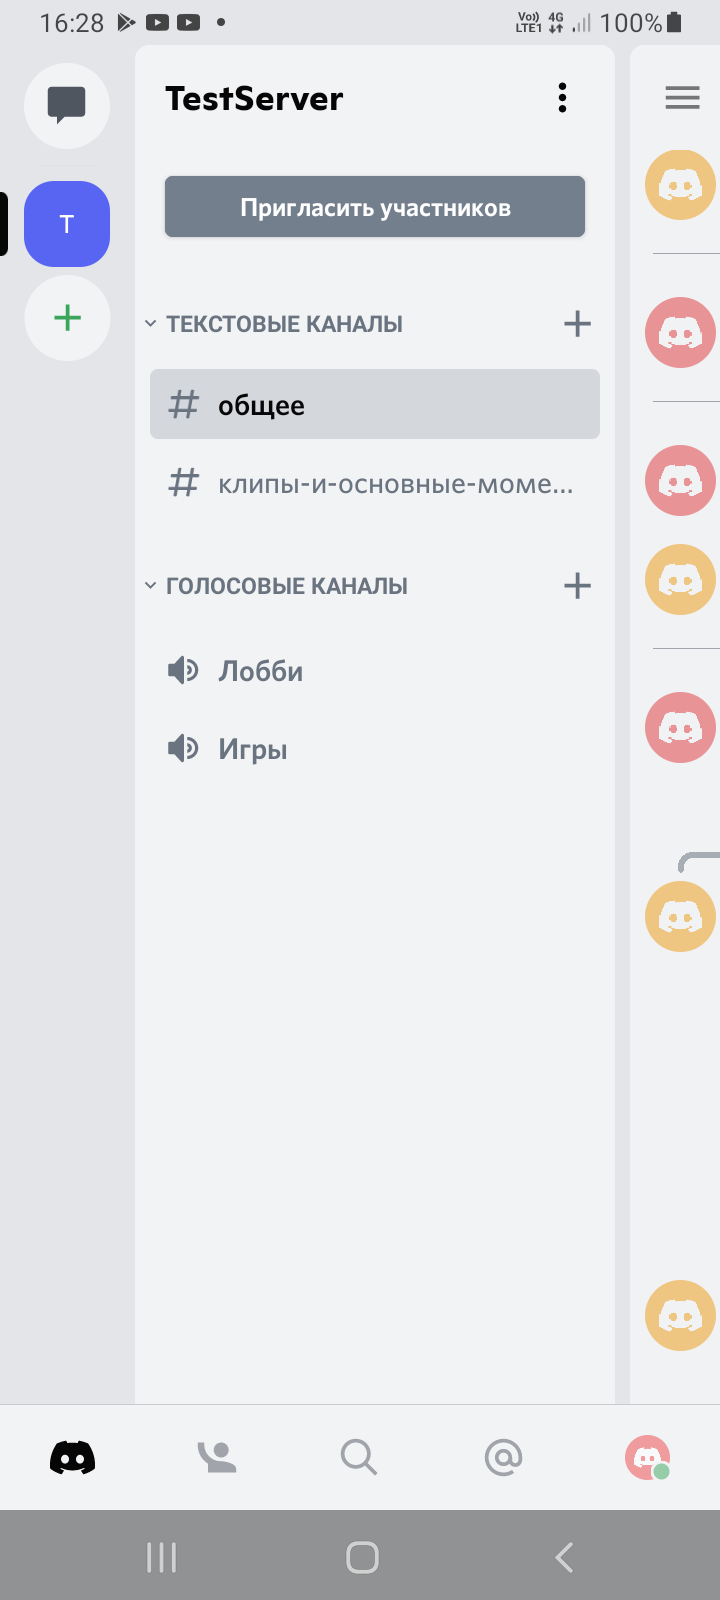 16:28
Vo)) 4G
LTE1
100%
TestServer
T
Пригласить участников
ТЕКСТОВЫЕ КАНАЛЫ
# общее
# клипы-и-основные-моме...
ГОЛОСОВЫЕ КАНАЛЫ
Лобби
Игры